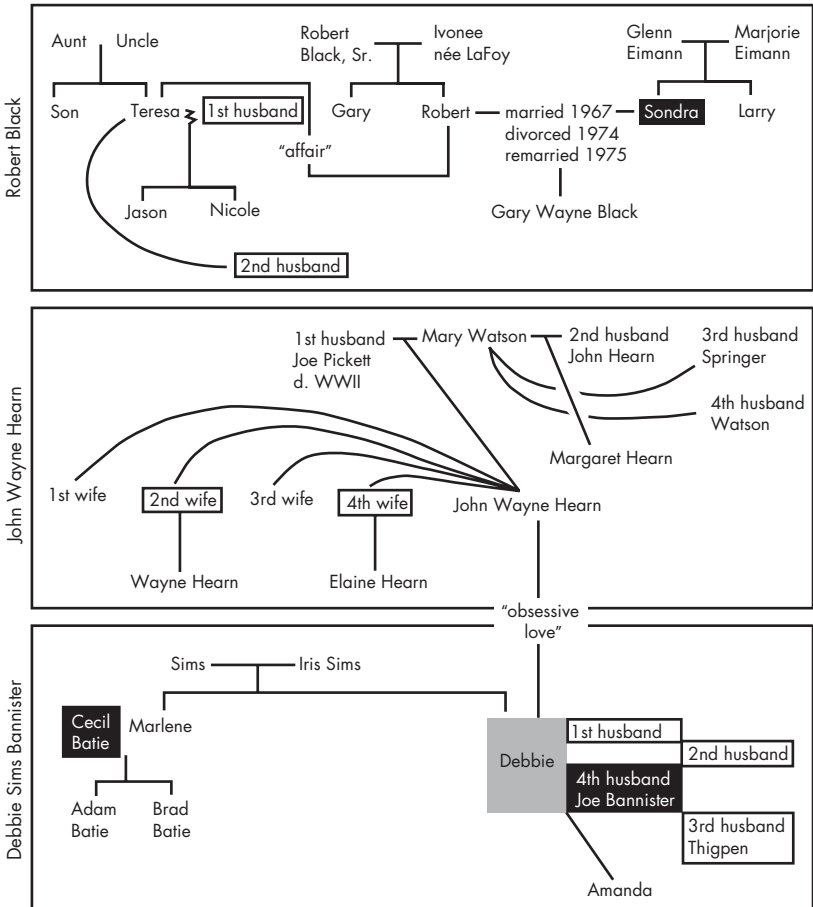 Robert Black
Aunt Uncle
Son Teresa 1st husband
Robert
Black, Sr.
Ivonee
née LaFoy
Glenn
Eimann
Marjorie
Eimann
Gary Robert
married 1967
divorced 1974
remarried 1975
Sondra Larry
"affair"
Jason Nicole
Gary Wayne Black
2nd husband
John Wayne Hearn
1st husband
Joe Pickett
d. WWII
Mary Watson
2nd husband
John Hearn
3rd husband
Springer
4th husband
Watson
Margaret Hearn
1st wife 2nd wife 3rd wife 4th wife John Wayne Hearn
Wayne Hearn Elaine Hearn
"obsessive
love"
Debbie Sims Bannister
Sims Iris Sims
Cecil
Batie
Marlene
Adam
Batie
Brad
Batie
Debbie
1st husband
2nd husband
4th husband
Joe Bannister
3rd husband
Thigpen
Amanda